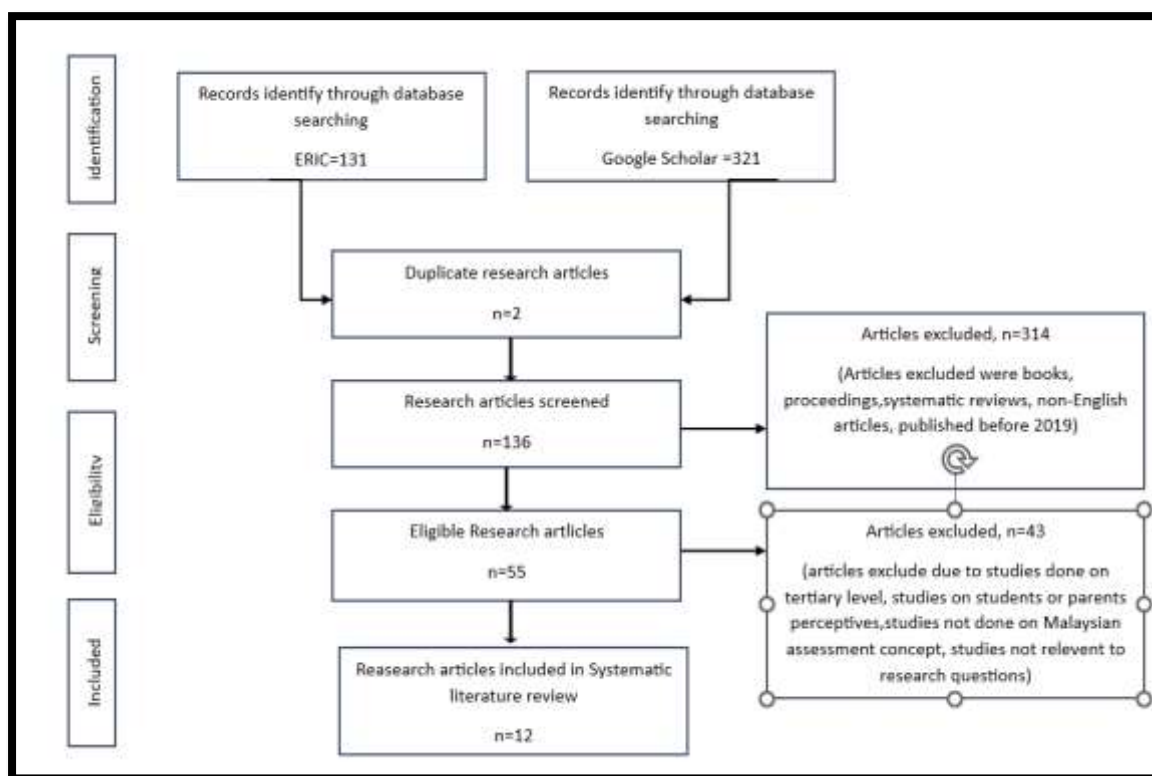 identification
Records identify through database
searching
ERIC=131
Records identify through database
searching
Google Scholar =321
Screening
Duplicate research articles
n=2
Articles excluded, n=314
(Articles excluded were books,
proceedings,systematic reviews, non-English
articles, published before 2019)
Research articles screened
n=136
Eligibility
Eligible Research artlicles
n=55
Articles excluded, n=43
(articles exclude due to studies done on
tertiary level, studies on students or parents
perceptives,studies not done on Malaysian
assessment concept, studies not relevent to
research questions)
Included
Reasearch articles included in Systematic
literature review
n=12